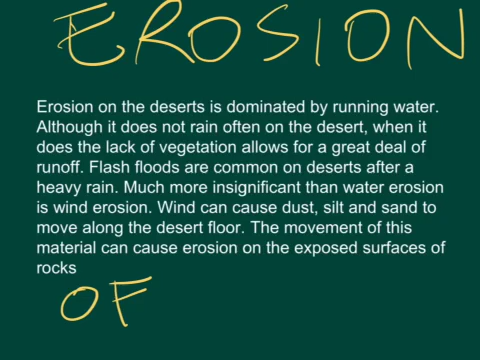 EROSION
Erosion on the deserts is dominated by running water.
Although it does not rain often on the desert, when it
does the lack of vegetation allows for a great deal of
runoff. Flash floods are common on deserts after a
heavy rain. Much more insignificant than water erosion
is wind erosion. Wind can cause dust, silt and sand to
move along the desert floor. The movement of this
material can cause erosion on the exposed surfaces of
rocks
OF